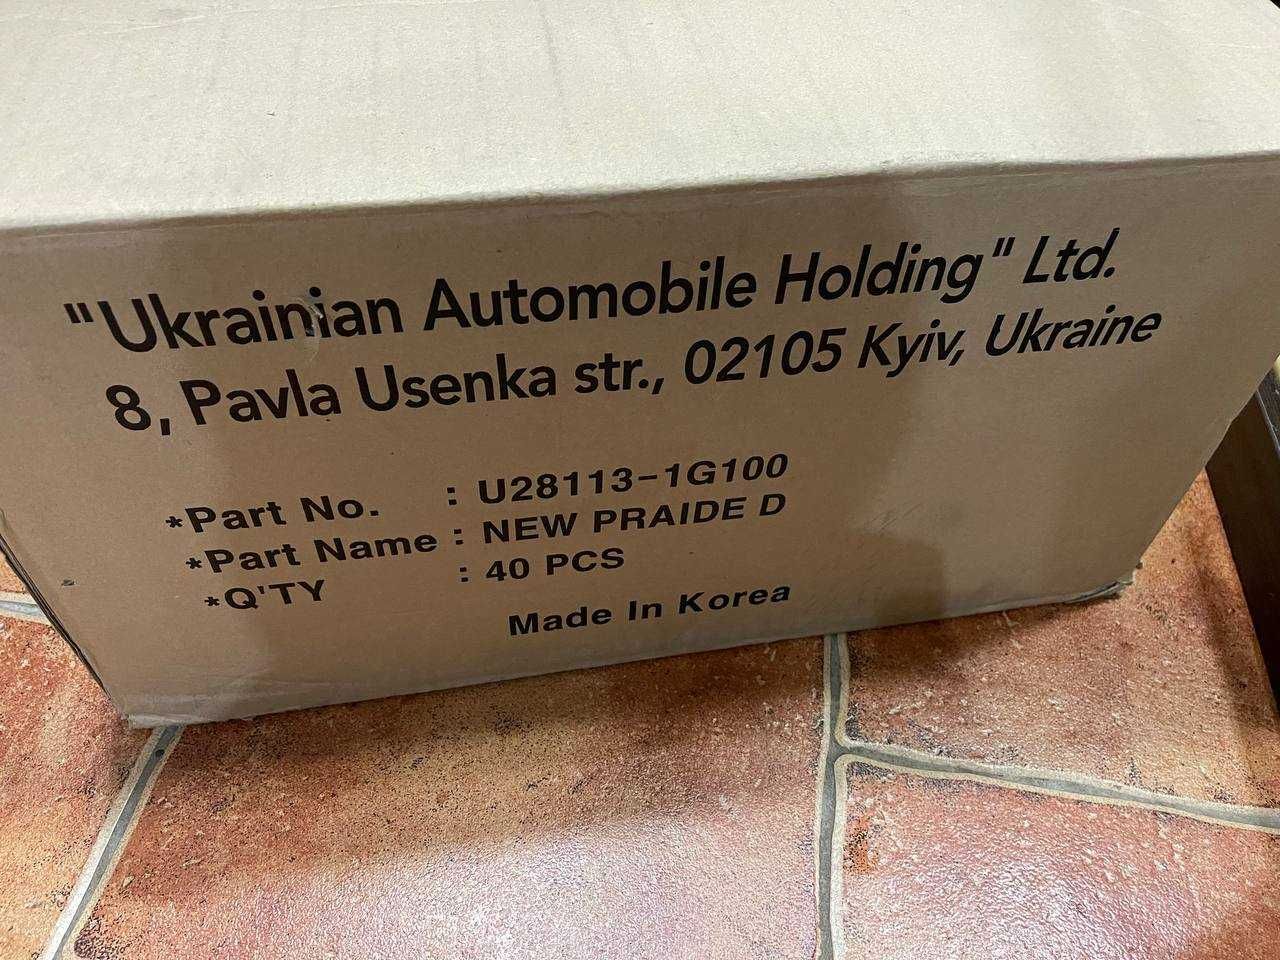 "Ukrainian Automobile Holding" Ltd.
8, Pavla Usenka str., 02105 Kyiv, Ukraine
*Part No. : U28113-1G100
*Part Name : NEW PRAIDE D
*Q'TY : 40 PCS
Made In Korea